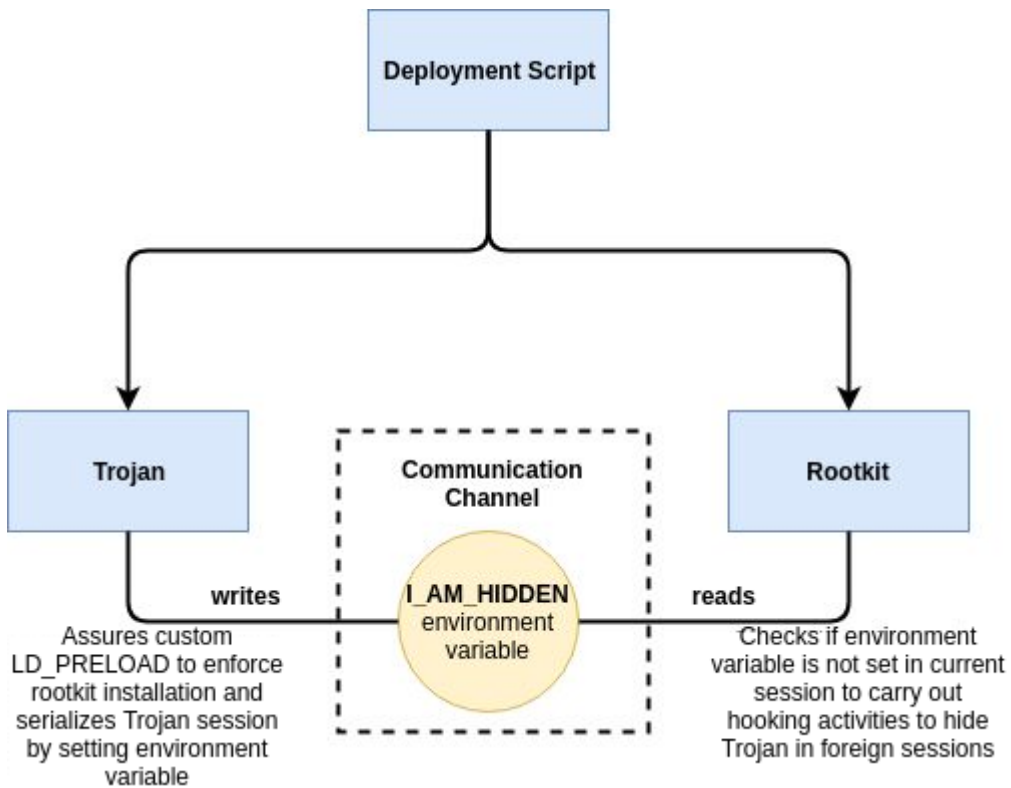 Deployment Script
Trojan
Communication
Channel
Rootkit
I_AM_HIDDEN
environment
variable
writes
reads
Assures custom
LD_PRELOAD to enforce
rootkit installation and
serializes Trojan session
by setting environment
variable
Checks if environment
variable is not set in current
session to carry out
hooking activities to hide
Trojan in foreign sessions